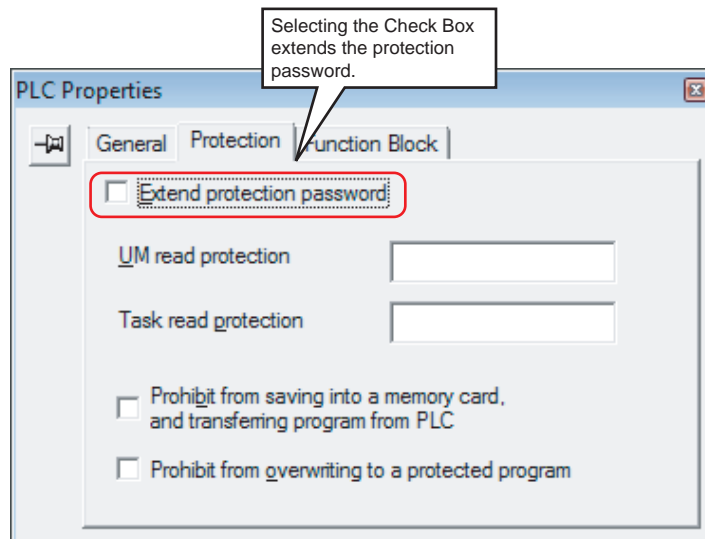 Selecting the Check Box
extends the protection
password.
PLC Properties
General Protection Function Block
Extend protection password
UM read protection
Task read protection
Prohibit from saving into a memory card,
and transferring program from PLC
Prohibit from overwriting to a protected program